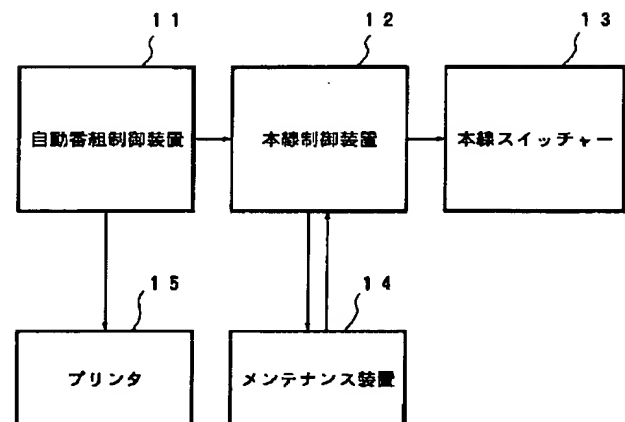 11
12
13
自動番組制御装置
本線制御装置
本線スイッチャー
15
14
プリンタ
メンテナンス装置